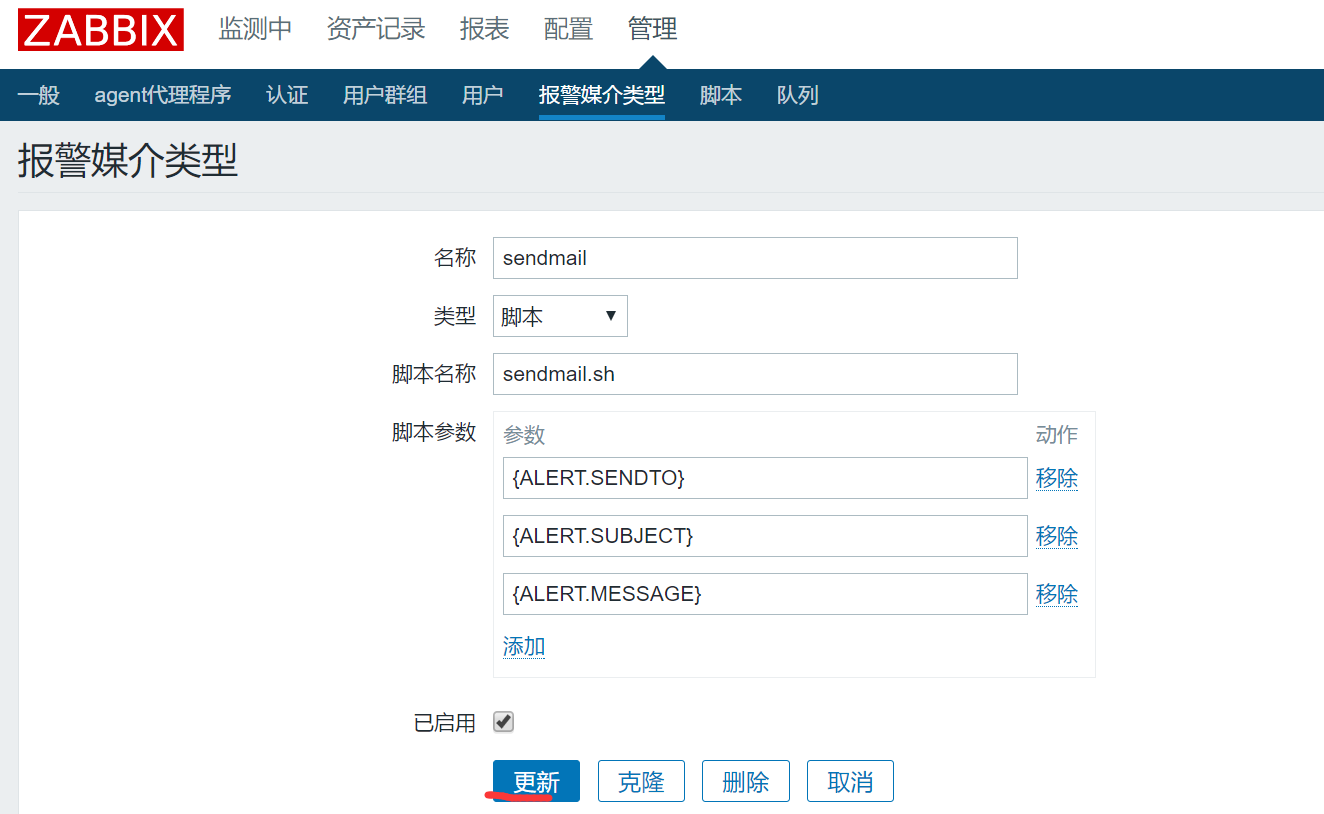 ZABBIX 监测中 资产记录 报表 配置 管理
一般 agent代理程序 认证 用户群组 用户 报警媒介类型 脚本 队列
报警媒介类型
名称 sendmail
类型 脚本
脚本名称 sendmail.sh
脚本参数 参数 动作
{ALERT.SENDTO} 移除
{ALERT.SUBJECT} 移除
{ALERT.MESSAGE} 移除
添加
已启用
更新 克隆 删除 取消